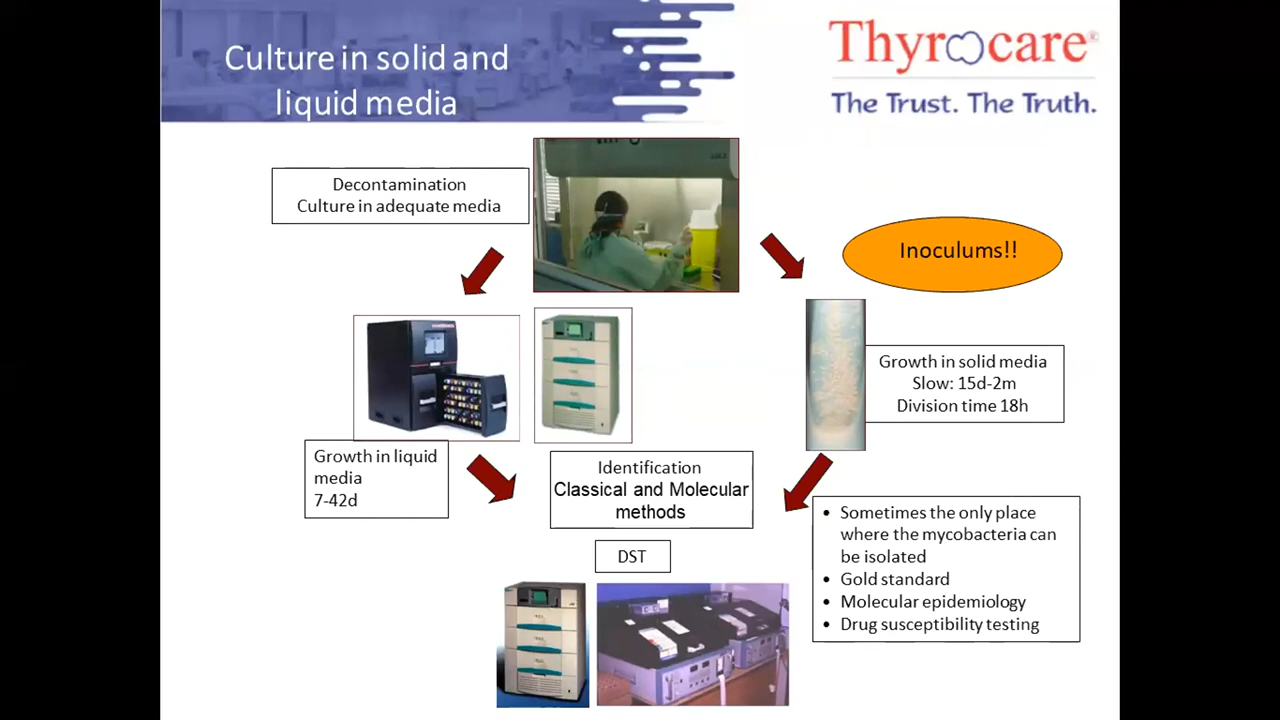 Culture in solid and
liquid media
Thyrocare®
The Trust. The Truth.
Decontamination
Culture in adequate media
Inoculums!!
Growth in solid media
Slow: 15d-2m
Division time 18h
Growth in liquid
media
7-42d
Identification
Classical and Molecular
methods
DST
• Sometimes the only place
where the mycobacteria can
be isolated
• Gold standard
• Molecular epidemiology
• Drug susceptibility testing